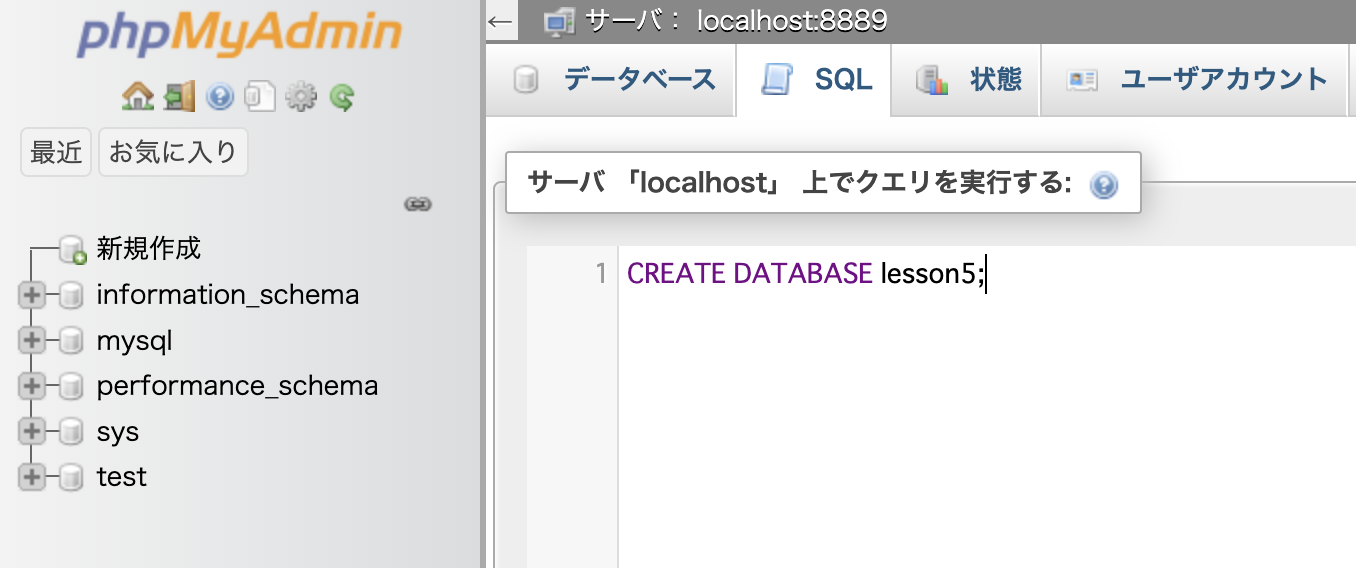 phpMyAdmin
最近 お気に入り
新規作成
information_schema
mysql
performance_schema
sys
test
← サーバ： localhost:8889
データベース SQL 状態 ユーザアカウント
サーバ 「localhost」 上でクエリを実行する:
1 CREATE DATABASE lesson5;